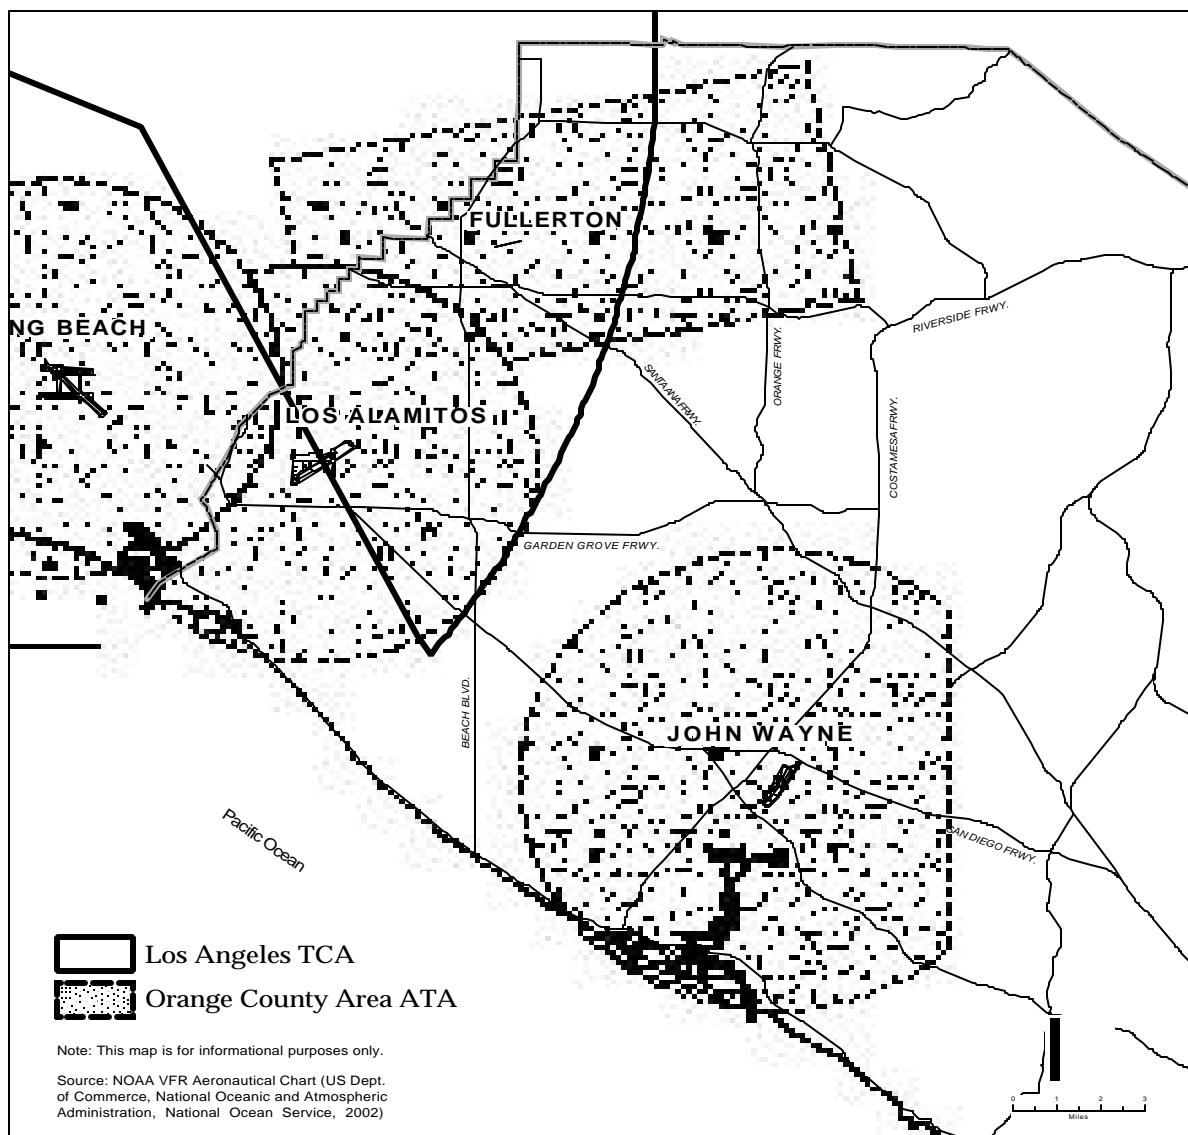 FULLERTON
NG BEACH
RIVERSIDE FRWY.
ORANGE FRWY.
SANTA ANA FRWY.
LOS ALAMITOS
COSTA MESA FRWY.
GARDEN GROVE FRWY.
BEACH BLVD.
JOHN WAYNE
Pacific Ocean
SAN DIEGO FRWY.
Los Angeles TCA
Orange County Area ATA
Note: This map is for informational purposes only.
Source: NOAA VFR Aeronautical Chart (US Dept.
of Commerce, National Oceanic and Atmospheric
Administration, National Ocean Service, 2002)
0 1 2 3
Miles